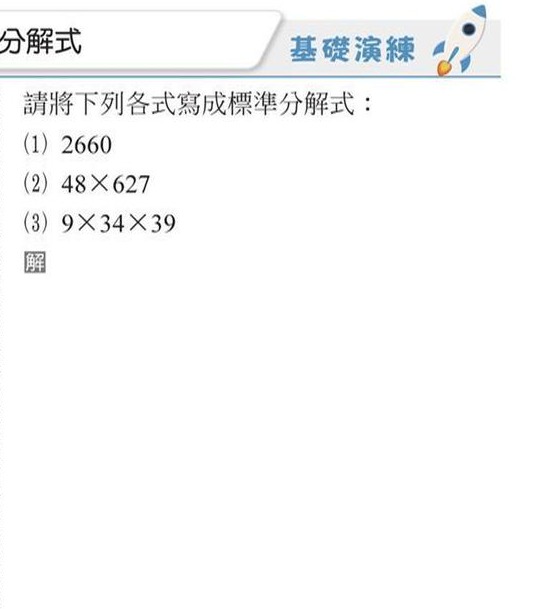 分解式
基礎演練
請將下列各式寫成標準分解式：
⑴ 2660
⑵ 48×627
⑶ 9×34×39
解